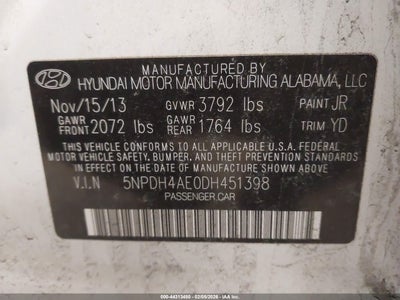 MANUFACTURED BY
HYUNDAI MOTOR MANUFACTURING ALABAMA, LLC
Nov/15/13 GVWR 3792 lbs PAINT JR
GAWR FRONT 2072 lbs GAWR REAR 1764 lbs TRIM YD
THIS VEHICLE CONFORMS TO ALL APPLICABLE U.S.A. FEDERAL
MOTOR VEHICLE SAFETY, BUMPER, AND THEFT PREVENTION STANDARDS
IN EFFECT ON THE DATE OF MANUFACTURE SHOWN ABOVE.
V.I.N 5NPDH4AE0DH451398
PASSENGER CAR